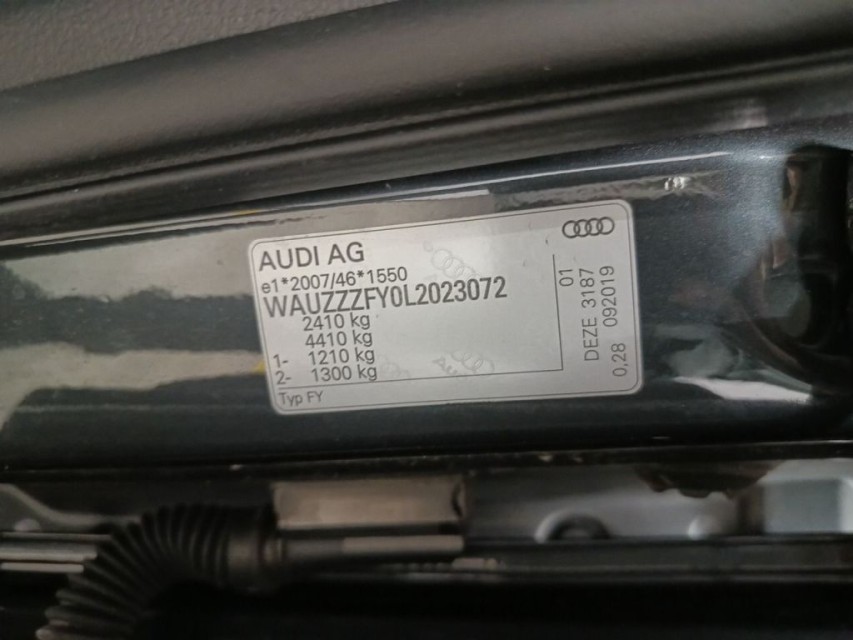 AUDI AG
e1*2007/46*1550
WAUZZZFY0L2023072
2410 kg
4410 kg
1- 1210 kg
2- 1300 kg
Typ FY
01
DEZE 3187
092019
0,28